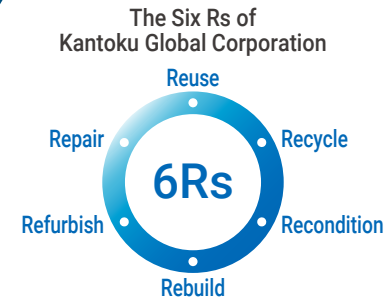 The Six Rs of
Kantoku Global Corporation
Reuse
Repair
Recycle
6Rs
Refurbish
Recondition
Rebuild